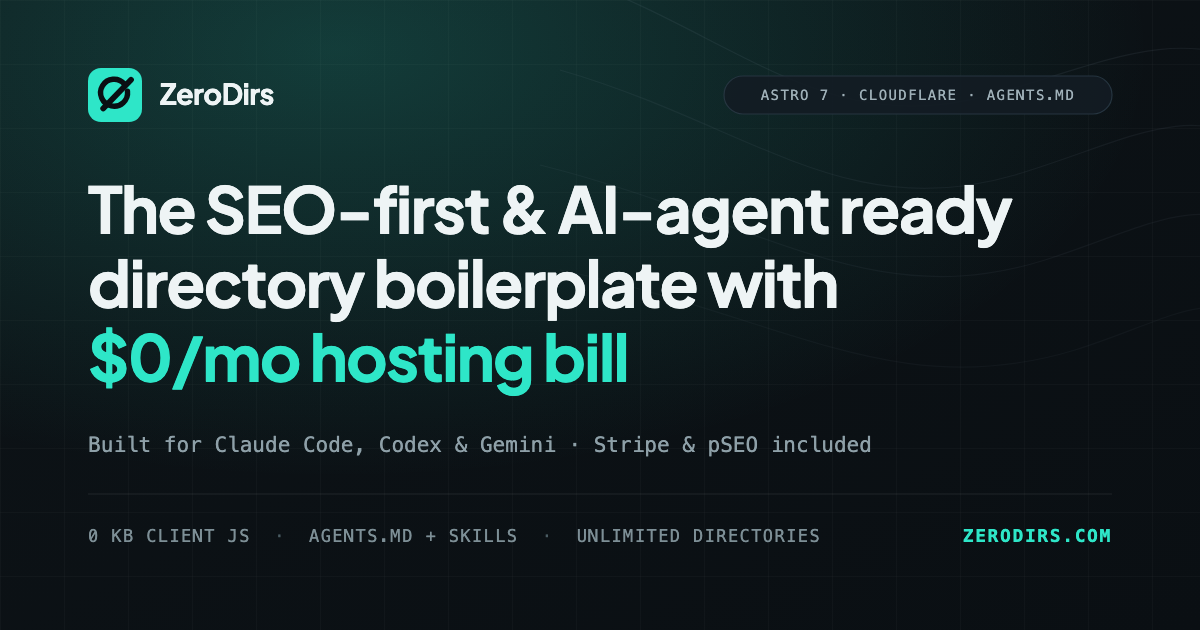 ZeroDirs
ASTRO 7 · CLOUDFLARE · AGENTS.MD
The SEO-first & AI-agent ready
directory boilerplate with
$0/mo hosting bill
Built for Claude Code, Codex & Gemini · Stripe & pSEO included
0 KB CLIENT JS · AGENTS.MD + SKILLS · UNLIMITED DIRECTORIES
ZERODIRS.COM